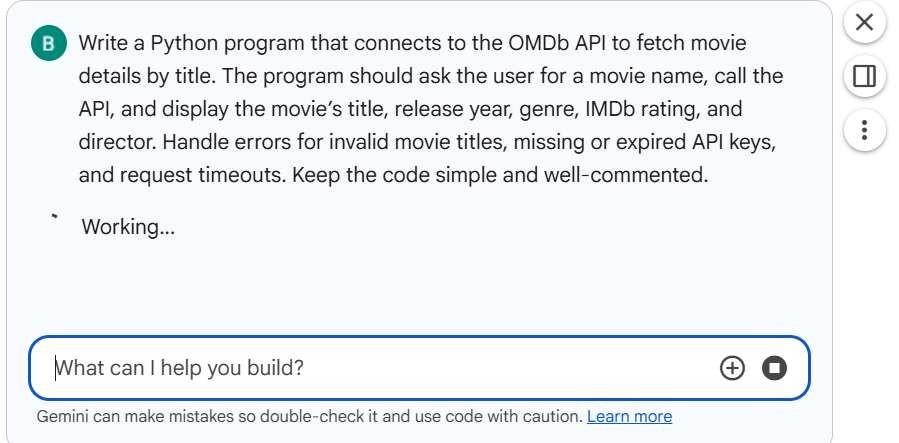 B Write a Python program that connects to the OMDb API to fetch movie
details by title. The program should ask the user for a movie name, call the
API, and display the movie’s title, release year, genre, IMDb rating, and
director. Handle errors for invalid movie titles, missing or expired API keys,
and request timeouts. Keep the code simple and well-commented.
Working...
What can I help you build?
Gemini can make mistakes so double-check it and use code with caution. Learn more